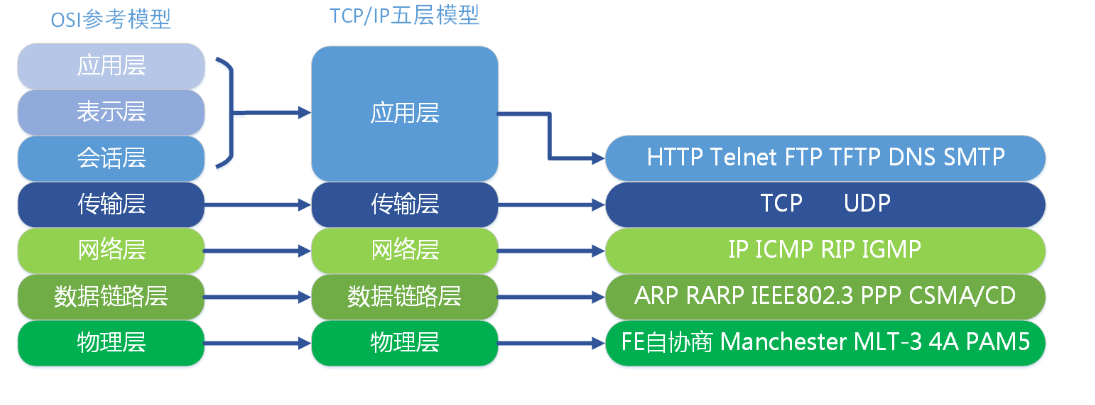 OSI参考模型
TCP/IP五层模型
应用层
表示层
会话层
传输层
网络层
数据链路层
物理层
应用层
传输层
网络层
数据链路层
物理层
HTTP Telnet FTP TFTP DNS SMTP
TCP UDP
IP ICMP RIP IGMP
ARP RARP IEEE802.3 PPP CSMA/CD
FE自协商 Manchester MLT-3 4A PAM5